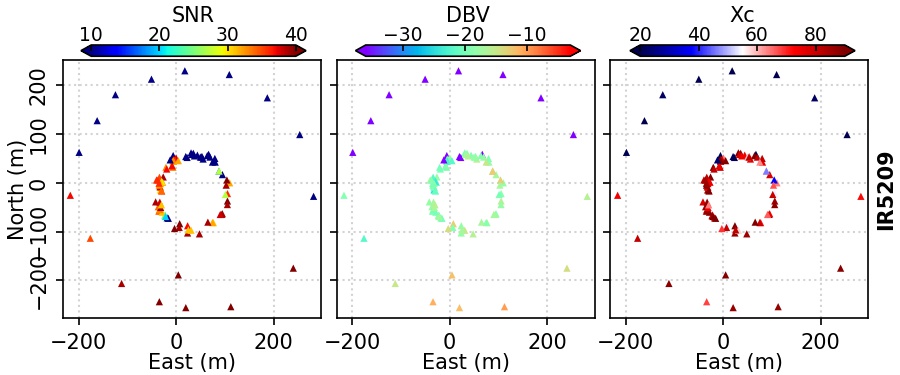 SNR DBV Xc
10 20 30 40 −30 −20 −10 20 40 60 80
200
100
0
−100
−200
North (m)
−200 0 200 −200 0 200 −200 0 200
East (m) East (m) East (m)
IR5209